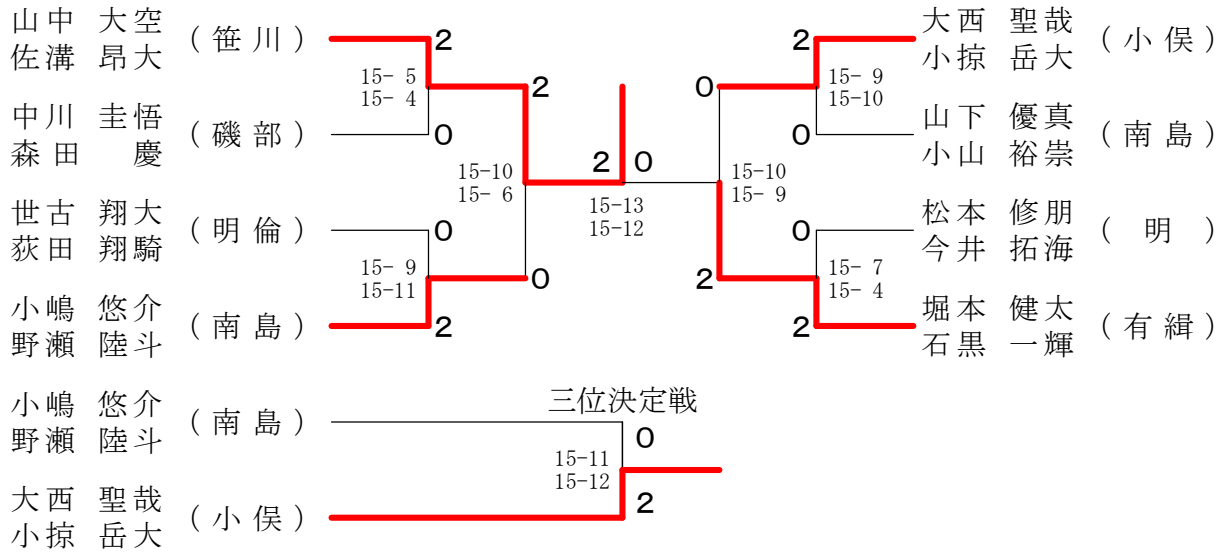 山中 大空
佐溝 昂大
(笹川)
2
15- 5
15- 4
中川 圭悟
森田 慶
(磯部)
0
2
世古 翔大
荻田 翔騎
(明倫)
0
15- 9
15-11
小嶋 悠介
野瀬 陸斗
(南島)
2
0
15-10
15- 6
2 0
15-13
15-12
大西 聖哉
小掠 岳大
(小俣)
2
15- 9
15-10
山下 優真
小山 裕崇
(南島)
0
0
松本 修朋
今井 拓海
(明)
0
15- 7
15- 4
堀本 健太
石黒 一輝
(有緝)
2
2
15-10
15- 9
三位決定戦
小嶋 悠介
野瀬 陸斗
(南島)
0
15-11
15-12
大西 聖哉
小掠 岳大
(小俣)
2